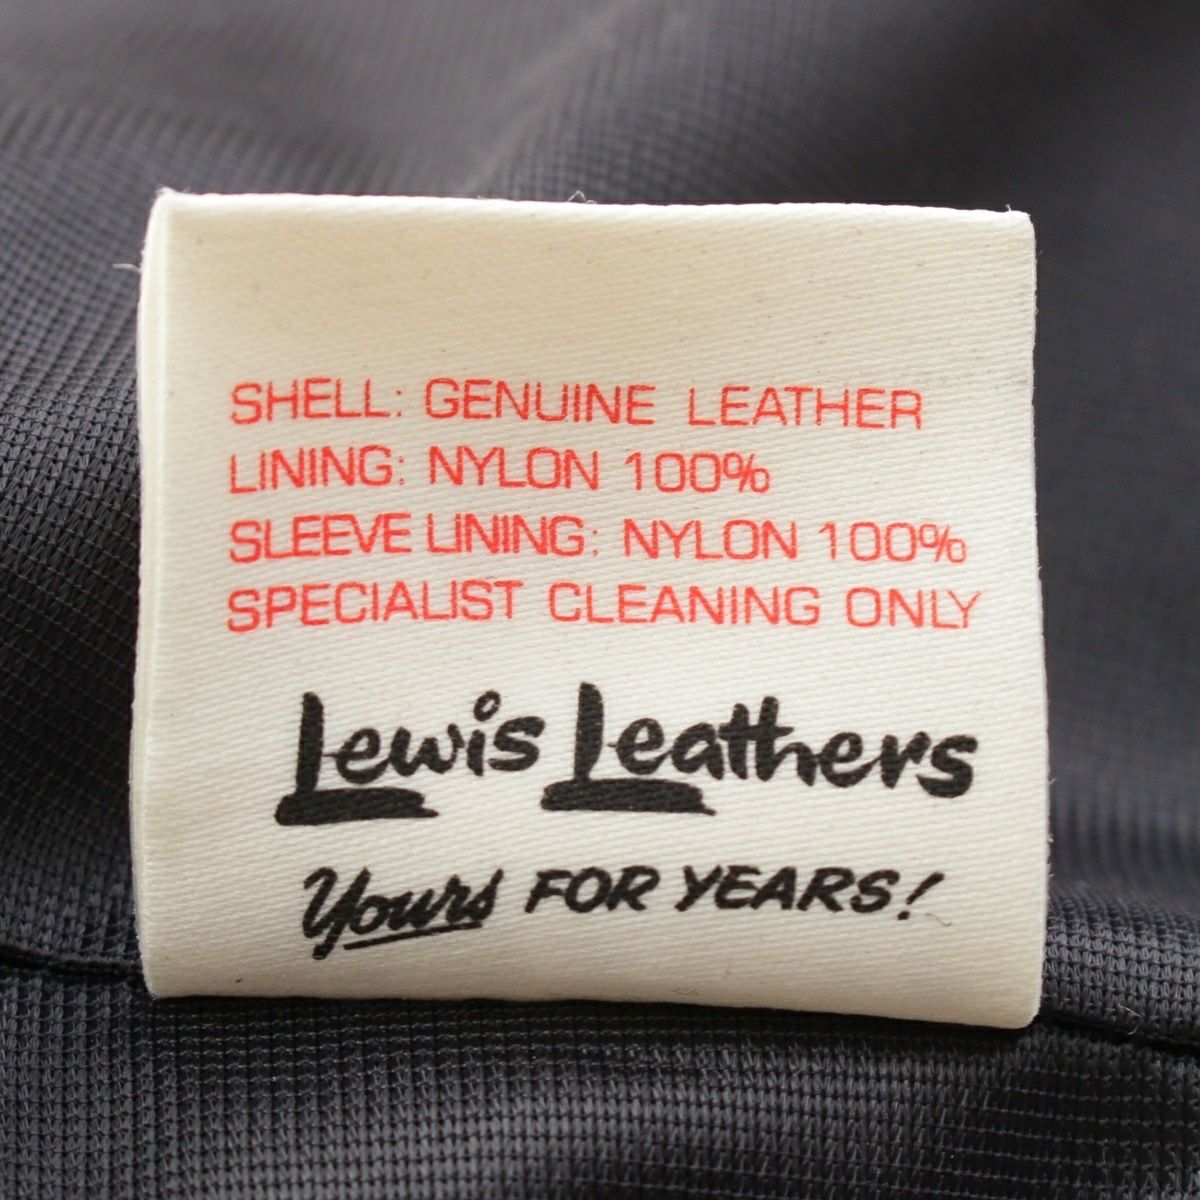 SHELL: GENUINE LEATHER
LINING: NYLON 100%
SLEEVE LINING: NYLON 100%
SPECIALIST CLEANING ONLY
Lewis Leathers
Yours FOR YEARS!